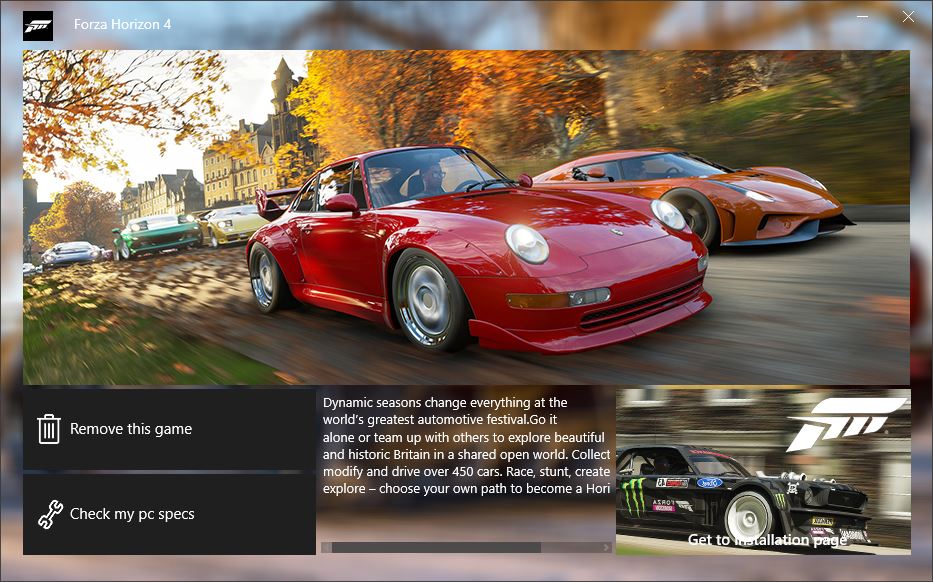 Forza Horizon 4
Dynamic seasons change everything at the
world's greatest automotive festival.Go it
alone or team up with others to explore beautiful
and historic Britain in a shared open world. Collect
modify and drive over 450 cars. Race, stunt, create
explore – choose your own path to become a Hori
Remove this game
Check my pc specs
Ford
FORZA
Get to installation page